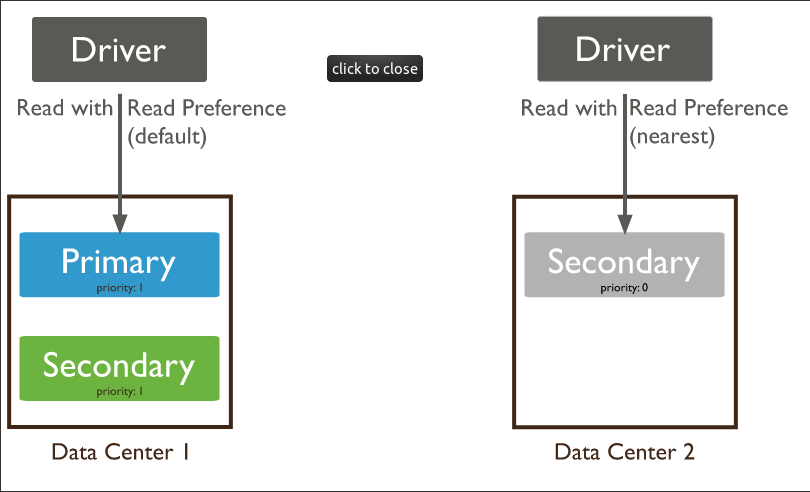 Driver
click to close
Driver
Read with Read Preference
(default)
Read with Read Preference
(nearest)
Primary
priority: 1
Secondary
priority: 1
Data Center 1
Secondary
priority: 0
Data Center 2